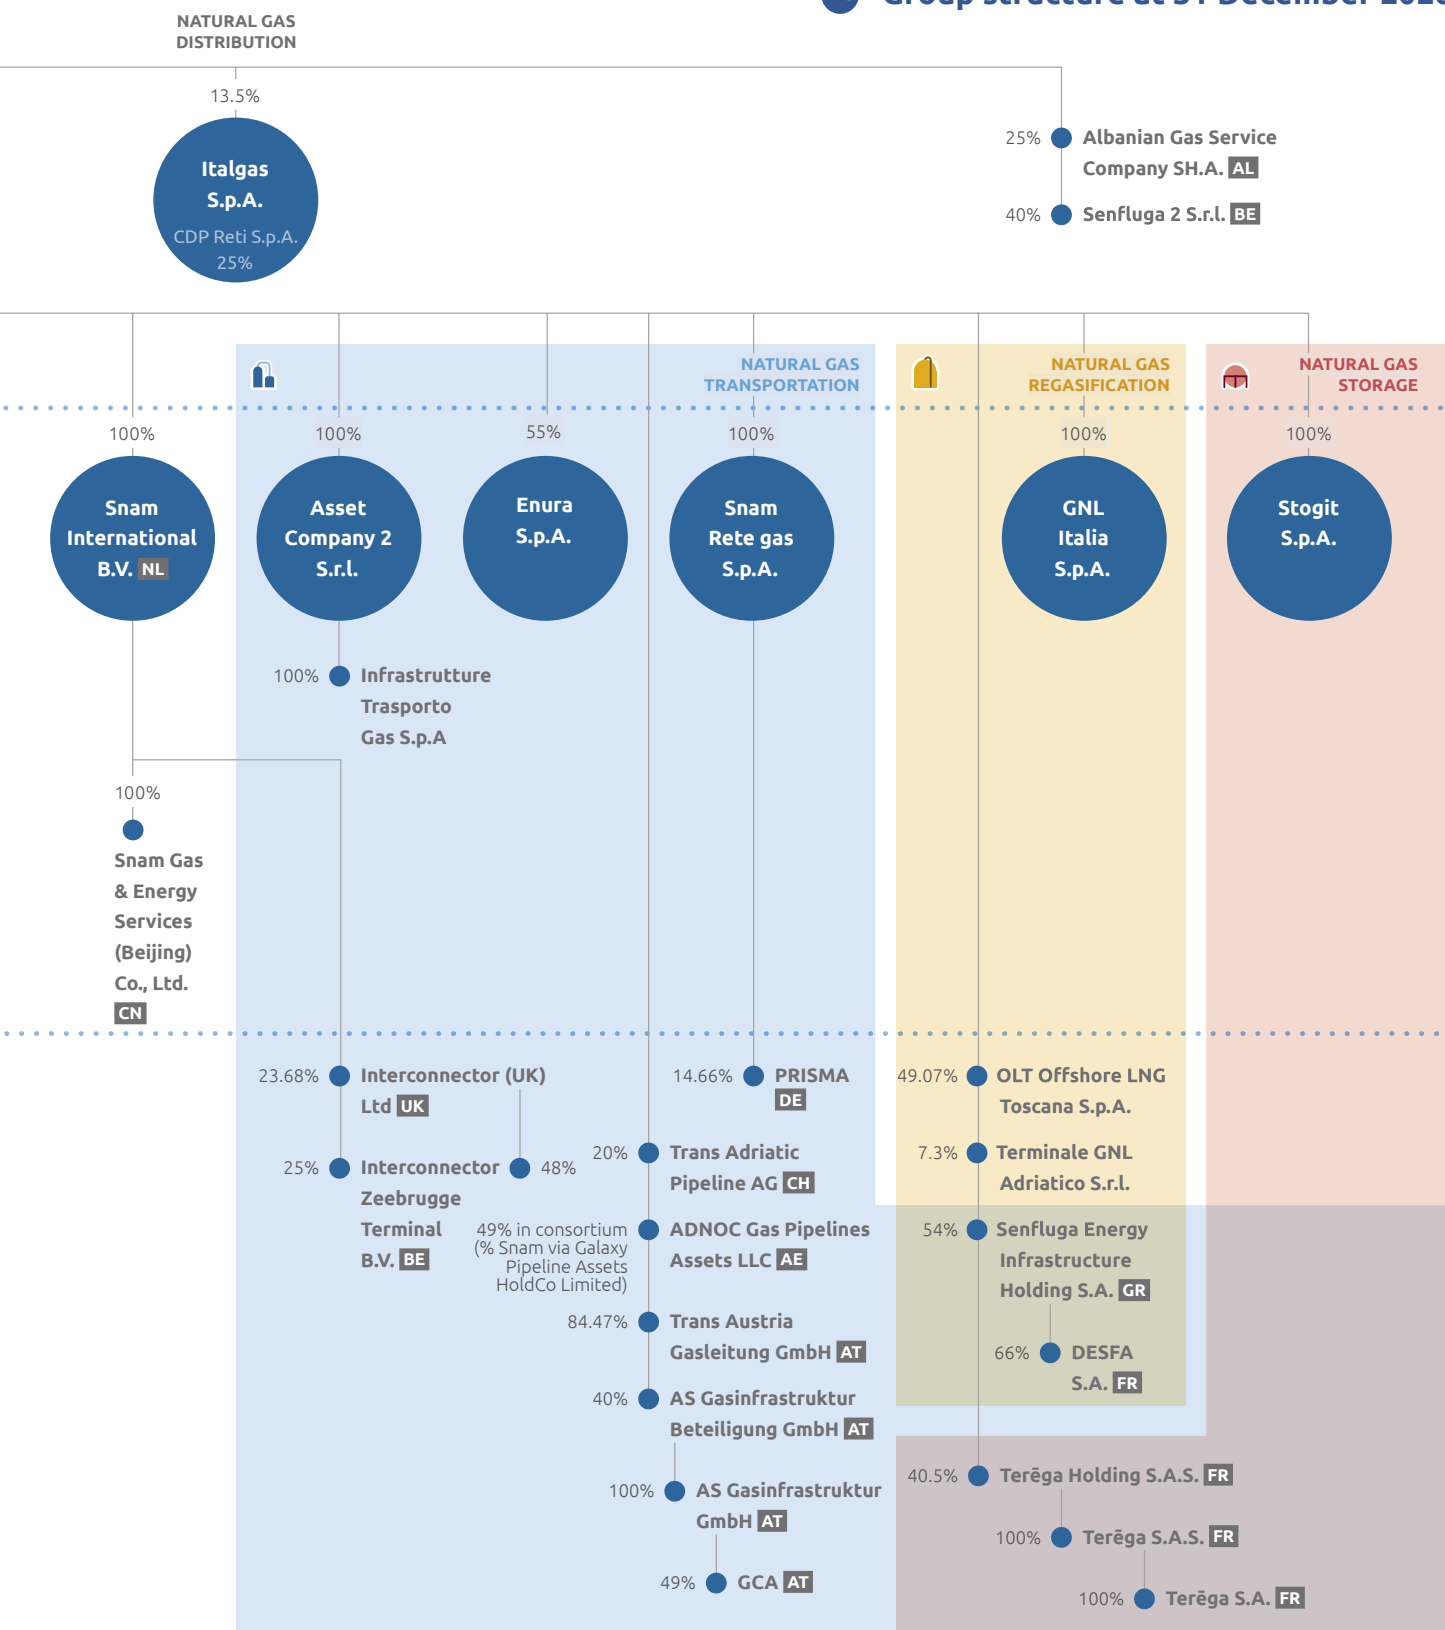 Group structure at 31 December
NATURAL GAS
DISTRIBUTION
13.5%
Italgas
S.p.A.
CDP Reti S.p.A.
25%
25%
Albanian Gas Service
Company SH.A. AL
40%
Senfluga 2 S.r.l. BE
NATURAL GAS
TRANSPORTATION
NATURAL GAS
REGASIFICATION
NATURAL GAS
STORAGE
100%
Snam
International
B.V. NL
100%
Asset
Company 2
S.r.l.
55%
Enura
S.p.A.
100%
Snam
Rete gas
S.p.A.
100%
GNL
Italia
S.p.A.
100%
Stogit
S.p.A.
100%
Infrastrutture
Trasporto
Gas S.p.A
100%
Snam Gas
& Energy
Services
(Beijing)
Co., Ltd.
CN
23.68%
Interconnector (UK)
Ltd UK
25%
Interconnector
Zeebrugge
Terminal
B.V. BE
48%
14.66%
PRISMA
DE
20%
Trans Adriatic
Pipeline AG CH
49% in consortium
(% Snam via Galaxy
Pipeline Assets
HoldCo Limited)
ADNOC Gas Pipelines
Assets LLC AE
84.47%
Trans Austria
Gasleitung GmbH AT
40%
AS Gasinfrastruktur
Beteiligung GmbH AT
100%
AS Gasinfrastruktur
GmbH AT
49%
GCA AT
49.07%
OLT Offshore LNG
Toscana S.p.A.
7.3%
Terminale GNL
Adriatico S.r.l.
54%
Senfluga Energy
Infrastructure
Holding S.A. GR
66%
DESFA
S.A. FR
40.5%
Terēga Holding S.A.S. FR
100%
Terēga S.A.S. FR
100%
Terēga S.A. FR